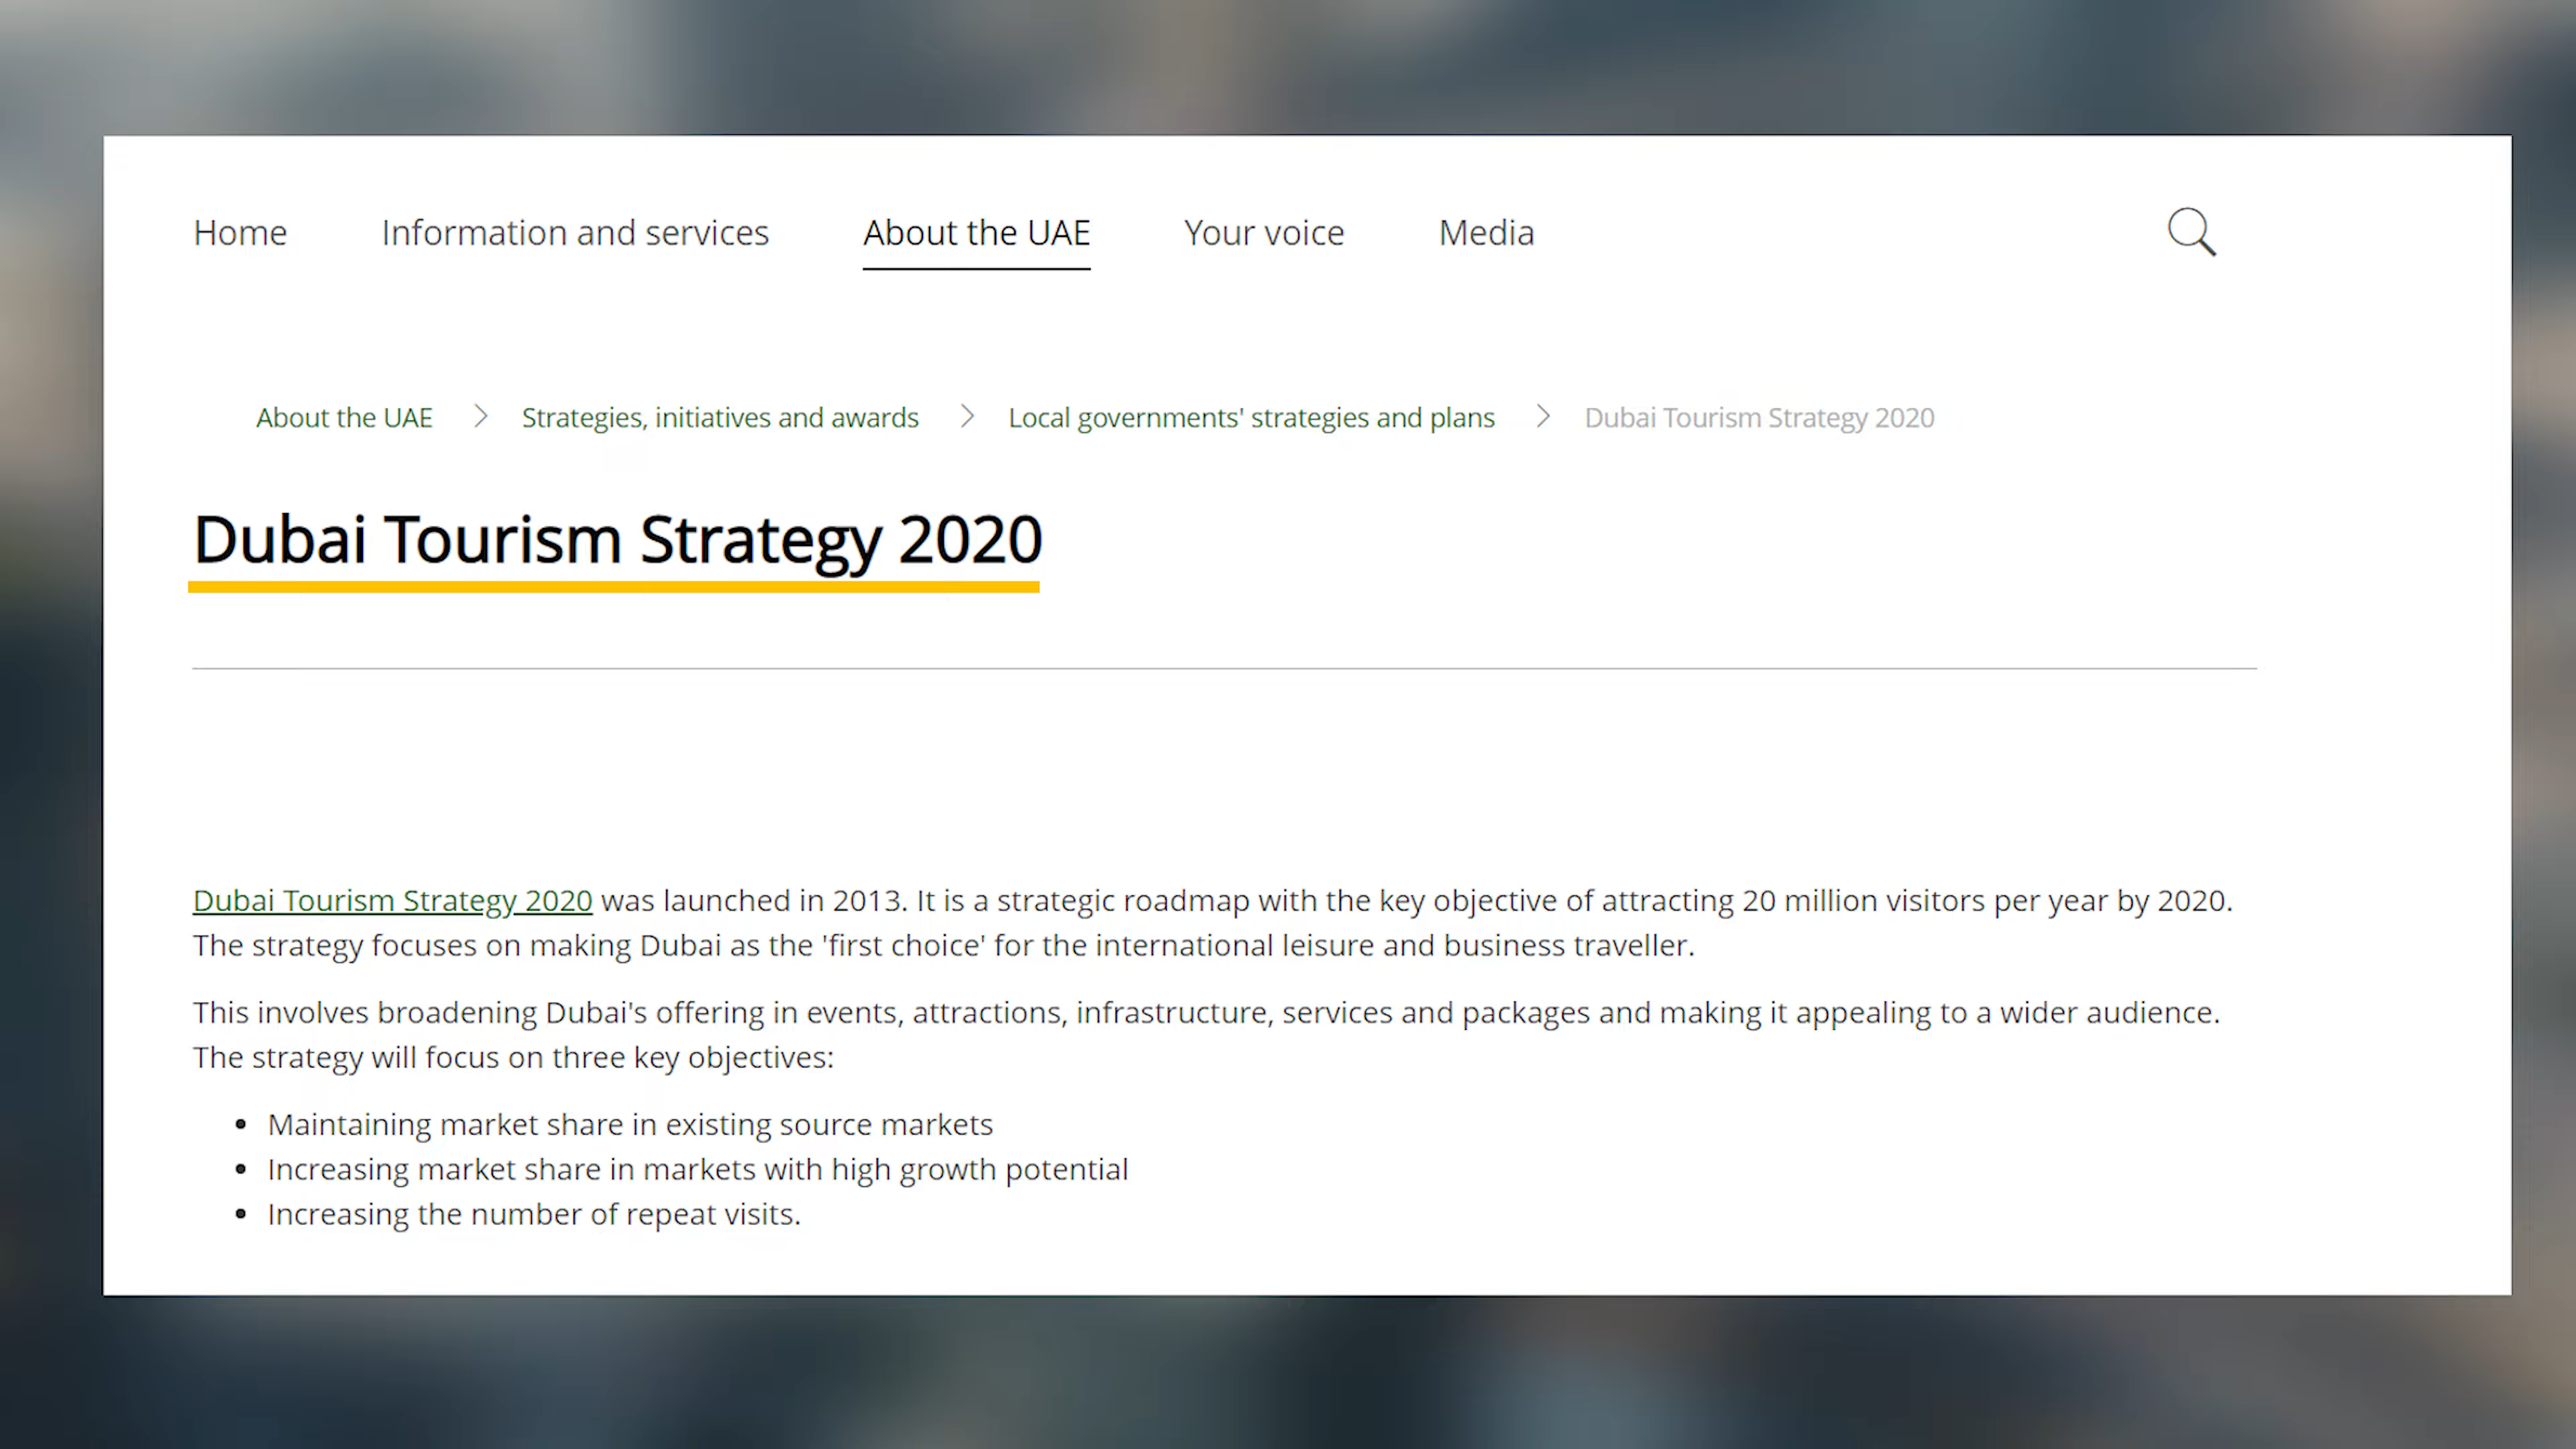 Home Information and services About the UAE Your voice Media
About the UAE > Strategies, initiatives and awards > Local governments' strategies and plans > Dubai Tourism Strategy 2020
Dubai Tourism Strategy 2020
Dubai Tourism Strategy 2020 was launched in 2013. It is a strategic roadmap with the key objective of attracting 20 million visitors per year by 2020.
The strategy focuses on making Dubai as the 'first choice' for the international leisure and business traveller.
This involves broadening Dubai's offering in events, attractions, infrastructure, services and packages and making it appealing to a wider audience.
The strategy will focus on three key objectives:
• Maintaining market share in existing source markets
• Increasing market share in markets with high growth potential
• Increasing the number of repeat visits.